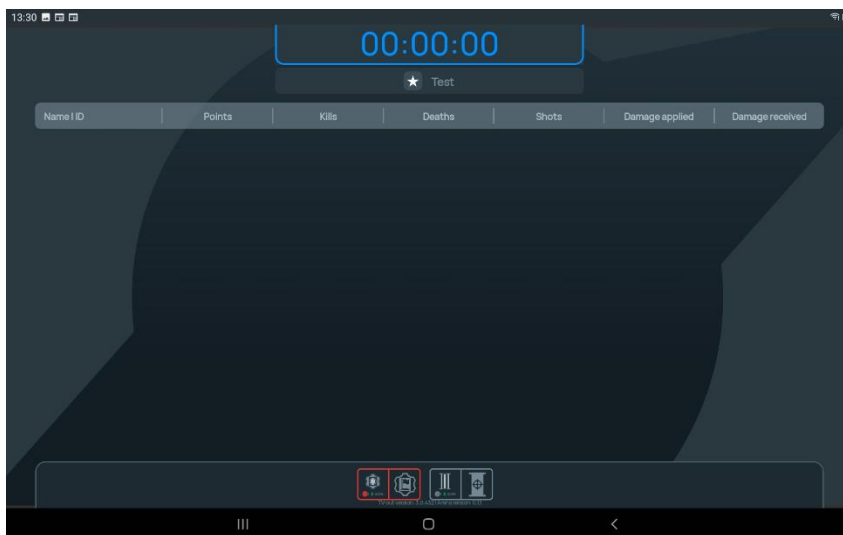 13:30
00:00:00
Test
Name | ID Points Kills Deaths Shots Damage applied Damage received